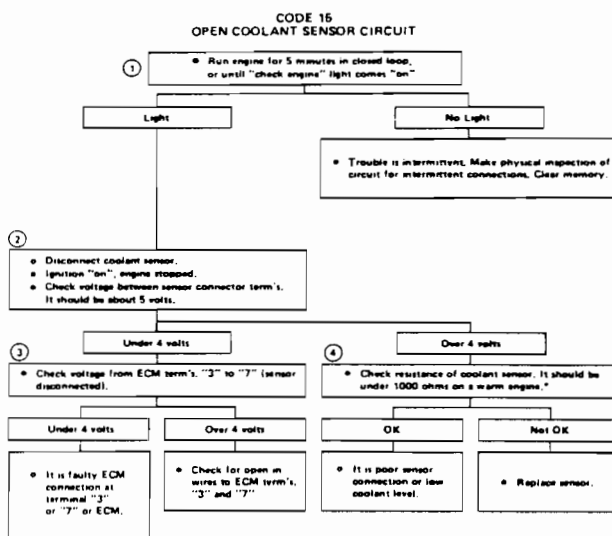 CODE 15
OPEN COOLANT SENSOR CIRCUIT
1
• Run engine for 5 minutes in closed loop,
or until "check engine" light comes "on"
Light
No Light
• Trouble is intermittent. Make physical inspection of
circuit for intermittent connections. Clear memory.
2
• Disconnect coolant sensor.
• Ignition "on", engine stopped.
• Check voltage between sensor connector term's.
It should be about 5 volts.
Under 4 volts
Over 4 volts
3
• Check voltage from ECM term's. "3" to "7" (sensor
disconnected).
4
• Check resistance of coolant sensor. It should be
under 1000 ohms on a warm engine.*
Under 4 volts
Over 4 volts
OK
Not OK
• It is faulty ECM
connection at
terminal "3"
or "7" or ECM.
• Check for open in
wires to ECM term's.
"3" and "7"
• It is poor sensor
connection or low
coolant level.
• Replace sensor.